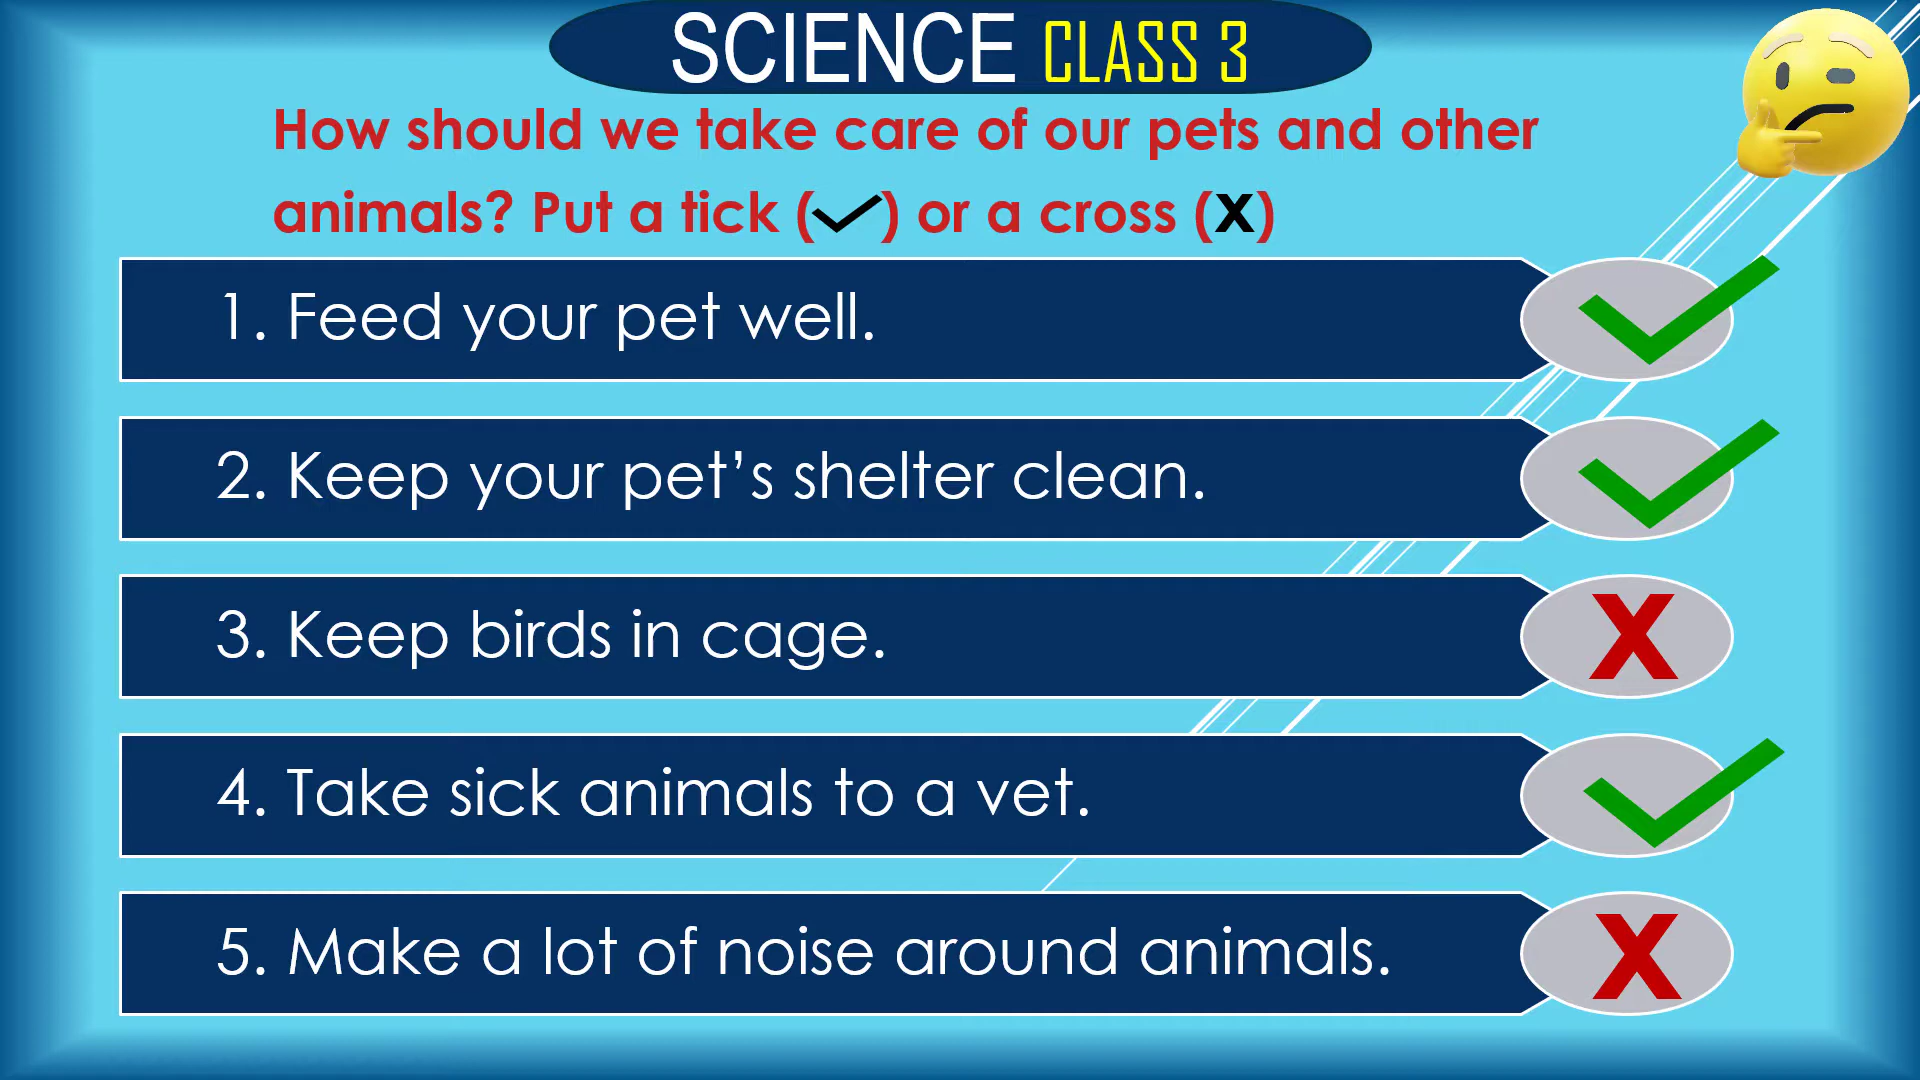 SCIENCE CLASS 3
How should we take care of our pets and other
animals? Put a tick (✓) or a cross (X)
1. Feed your pet well. ✓
2. Keep your pet’s shelter clean. ✓
3. Keep birds in cage. X
4. Take sick animals to a vet. ✓
5. Make a lot of noise around animals. X